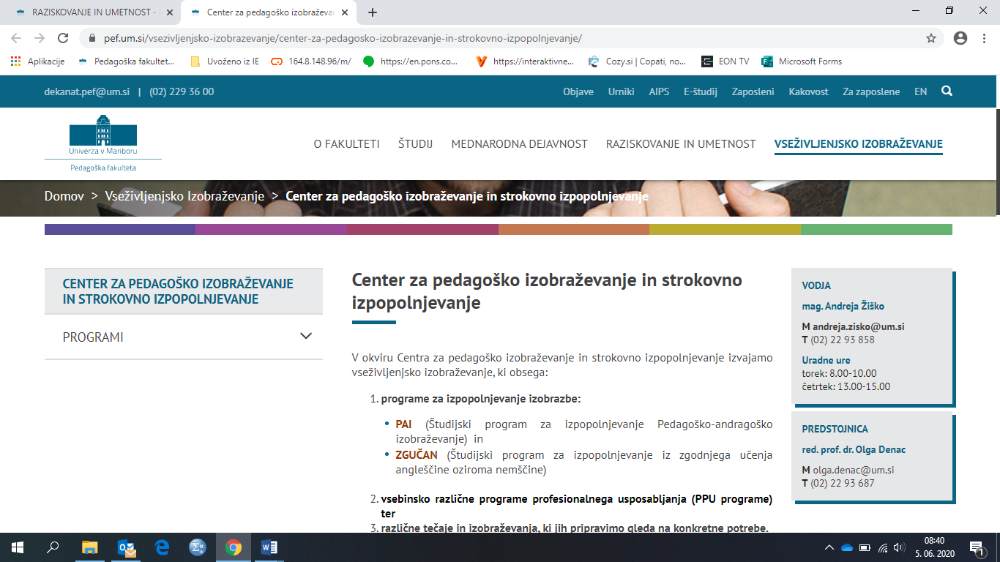 RAZISKOVANJE IN UMETNOST -
Center za pedagoško izobraževan
pef.um.si/vsezivljenjsko-izobrazevanje/center-za-pedagosko-izobrazevanje-in-strokovno-izpopolnjevanje/
Aplikacije
Pedagoška fakultet...
Uvoženo iz IE
164.8.148.96/m/
https://en.pons.co...
https://interaktivne...
Cozy.si | Copati, no...
EON TV
Microsoft Forms
dekanat.pef@um.si | (02) 229 36 00
Objave Urniki AIPS E-študij Zaposleni Kakovost Za zaposlene EN
Univerza v Mariboru
Pedagoška fakulteta
O FAKULTETI ŠTUDIJ MEDNARODNA DEJAVNOST RAZISKOVANJE IN UMETNOST VSEŽIVLJENJSKO IZOBRAŽEVANJE
Domov > Vseživljenjsko Izobraževanje > Center za pedagoško izobraževanje in strokovno izpopolnjevanje
CENTER ZA PEDAGOŠKO IZOBRAŽEVANJE
IN STROKOVNO IZPOPOLNJEVANJE
PROGRAMI
Center za pedagoško izobraževanje in strokovno
izpopolnjevanje
V okviru Centra za pedagoško izobraževanje in strokovno izpopolnjevanje izvajamo
vseživljenjsko izobraževanje, ki obsega:
1. programe za izpopolnjevanje izobrazbe:
• PAI (Študijski program za izpopolnjevanje Pedagoško-andragoško
izobraževanje) in
• ZGUČAN (Študijski program za izpopolnjevanje iz zgodnjega učenja
angleščine oziroma nemščine)
2. vsebinsko različne programe profesionalnega usposabljanja (PPU programe)
ter
3. različne tečaje in izobraževanja, ki jih pripravimo gleda na konkretne potrebe.
VODJA
mag. Andreja Žiško
M andreja.zisko@um.si
T (02) 22 93 858
Uradne ure
torek: 8.00-10.00
četrtek: 13.00-15.00
PREDSTOJNICA
red. prof. dr. Olga Denac
M olga.denac@um.si
T (02) 22 93 687
08:40
5. 06. 2020
1